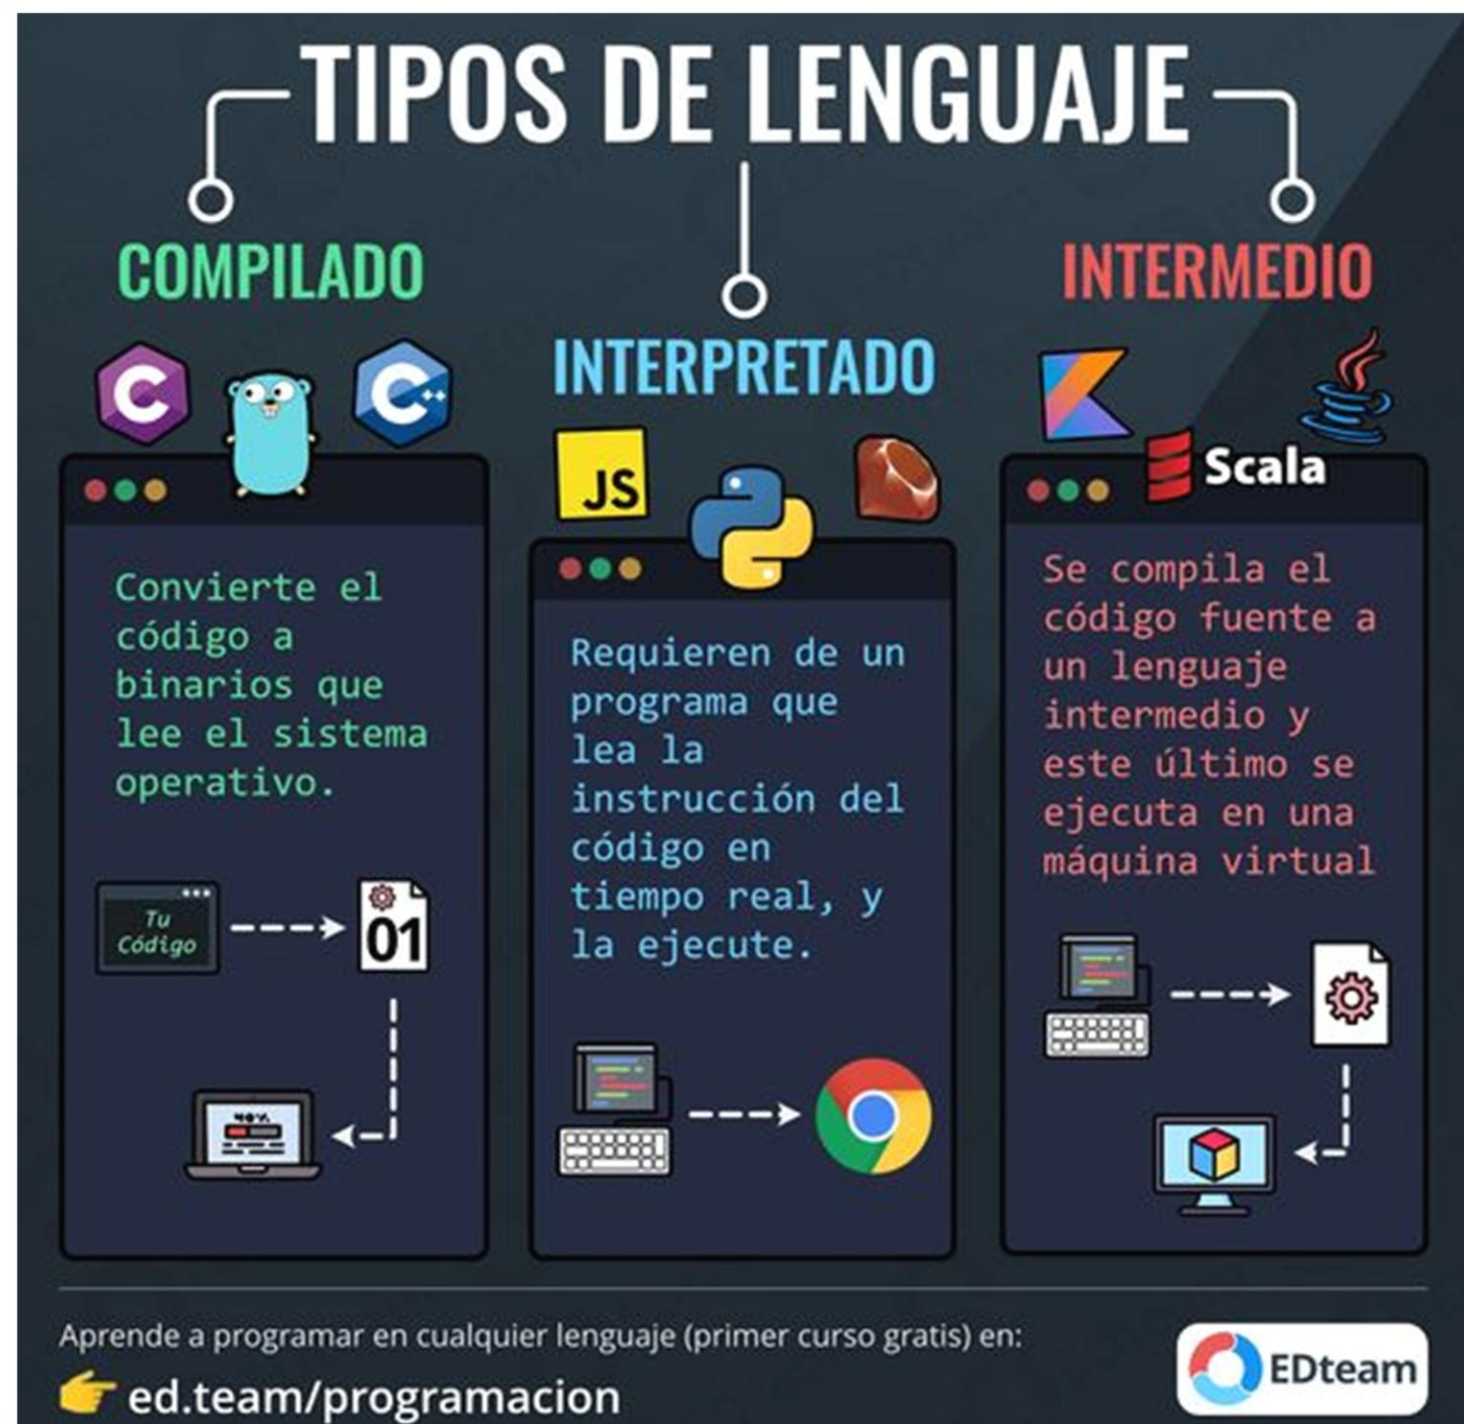 TIPOS DE LENGUAJE
COMPILADO
C
C++
Convierte el
código a
binarios que
lee el sistema
operativo.
Tu
Código
01
INTERPRETADO
JS
Requieren de un
programa que
lea la
instrucción del
código en
tiempo real, y
la ejecute.
INTERMEDIO
Scala
Se compila el
código fuente a
un lenguaje
intermedio y
este último se
ejecuta en una
máquina virtual
Aprende a programar en cualquier lenguaje (primer curso gratis) en:
ed.team/programacion
EDteam